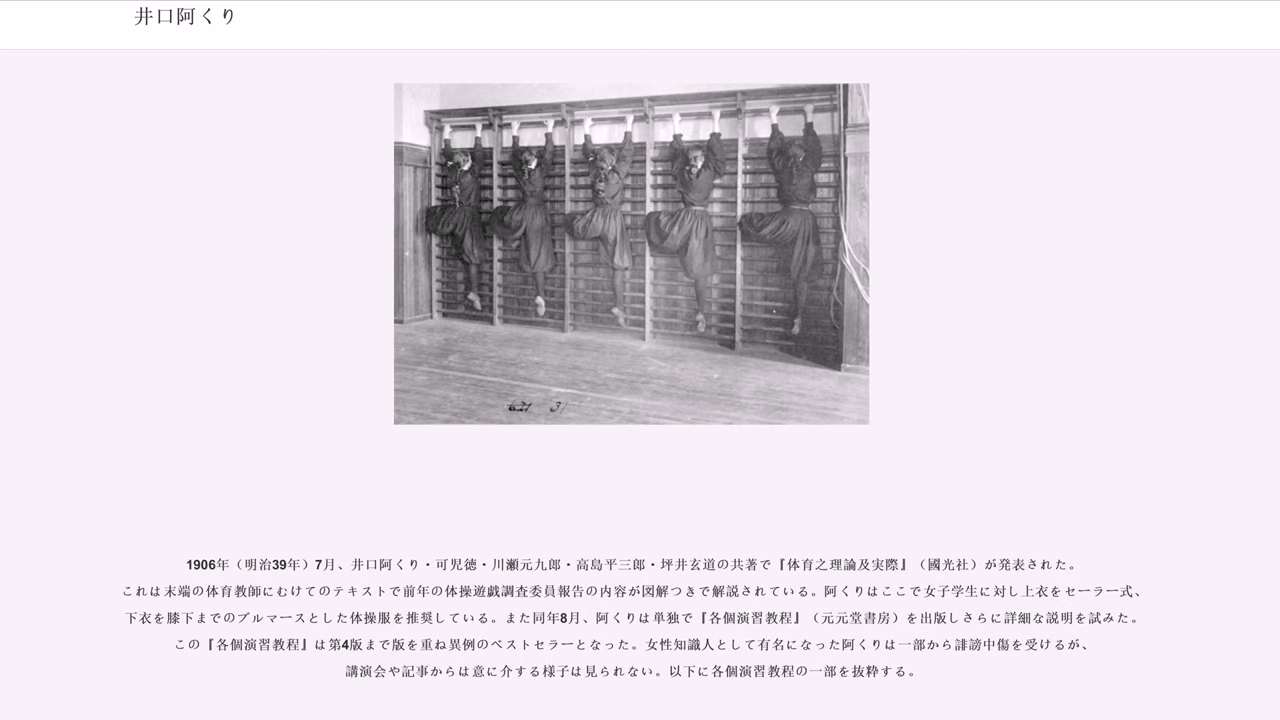 井口阿くり
621 31
1906年（明治39年）7月、井口阿くり・可児徳・川瀬元九郎・高島平三郎・坪井玄道の共著で『体育之理論及実際』（國光社）が発表された。
これは末端の体育教師にむけてのテキストで前年の体操遊戯調査委員報告の内容が図解つきで解説されている。阿くりはここで女子学生に対し上衣をセーラー式、
下衣を膝下までのブルマースとした体操服を推奨している。また同年8月、阿くりは単独で『各個演習教程』（元元堂書房）を出版しさらに詳細な説明を試みた。
この『各個演習教程』は第4版まで版を重ね異例のベストセラーとなった。女性知識人として有名になった阿くりは一部から誹謗中傷を受けるが、
講演会や記事からは意に介する様子は見られない。以下に各個演習教程の一部を抜粋する。